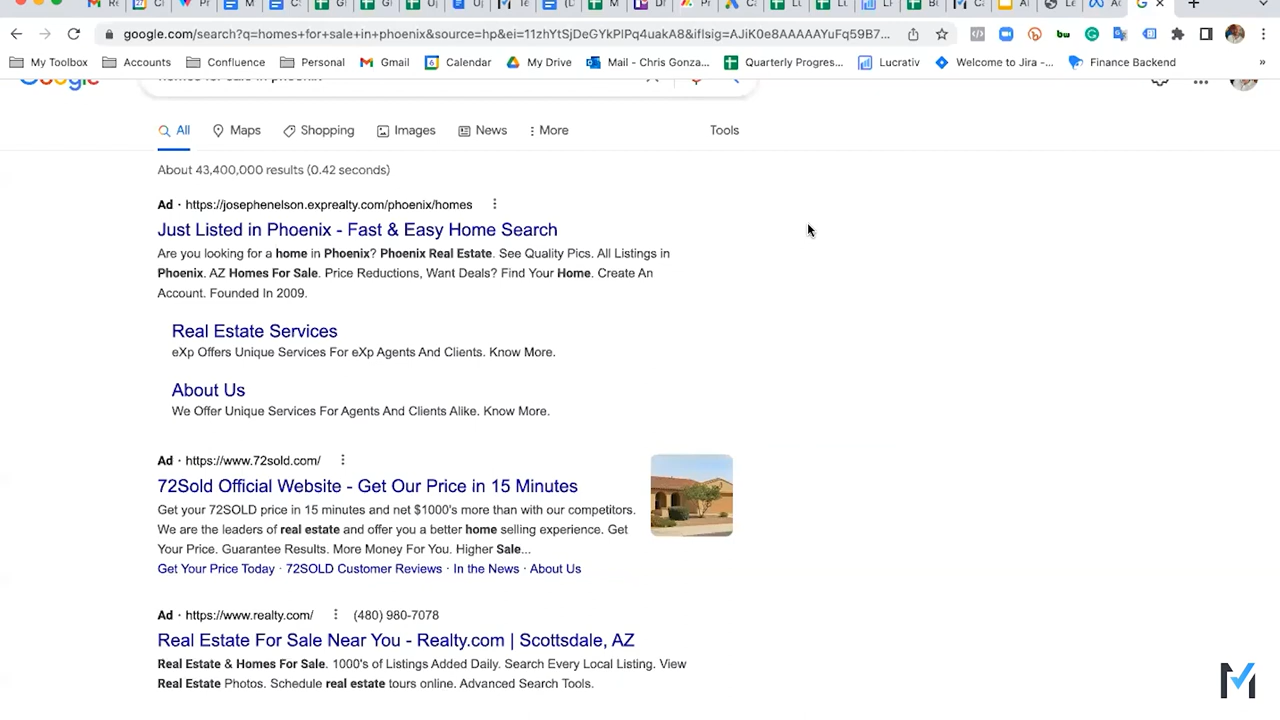 google.com/search?q=homes+for+sale+in+phoenix&source=hp&ei=11zhYtSjDeGYkPIPq4uakA8&iflsig=AJiK0e8AAAAAYuFq59B7...
My Toolbox Accounts Confluence Personal Gmail Calendar My Drive Mail - Chris Gonza... Quarterly Progres... Lucrativ Welcome to Jira -... Finance Backend »
homes for sale in phoenix
All Maps Shopping Images News More Tools
About 43,400,000 results (0.42 seconds)
Ad · https://josephenelson.exprealty.com/phoenix/homes
Just Listed in Phoenix - Fast & Easy Home Search
Are you looking for a home in Phoenix? Phoenix Real Estate. See Quality Pics. All Listings in
Phoenix. AZ Homes For Sale. Price Reductions, Want Deals? Find Your Home. Create An
Account. Founded In 2009.
Real Estate Services
eXp Offers Unique Services For eXp Agents And Clients. Know More.
About Us
We Offer Unique Services For Agents And Clients Alike. Know More.
Ad · https://www.72sold.com/
72Sold Official Website - Get Our Price in 15 Minutes
Get your 72SOLD price in 15 minutes and net $1000's more than with our competitors.
We are the leaders of real estate and offer you a better home selling experience. Get
Your Price. Guarantee Results. More Money For You. Higher Sale...
Get Your Price Today · 72SOLD Customer Reviews · In the News · About Us
Ad · https://www.realty.com/ (480) 980-7078
Real Estate For Sale Near You - Realty.com | Scottsdale, AZ
Real Estate & Homes For Sale. 1000's of Listings Added Daily. Search Every Local Listing. View
Real Estate Photos. Schedule real estate tours online. Advanced Search Tools.